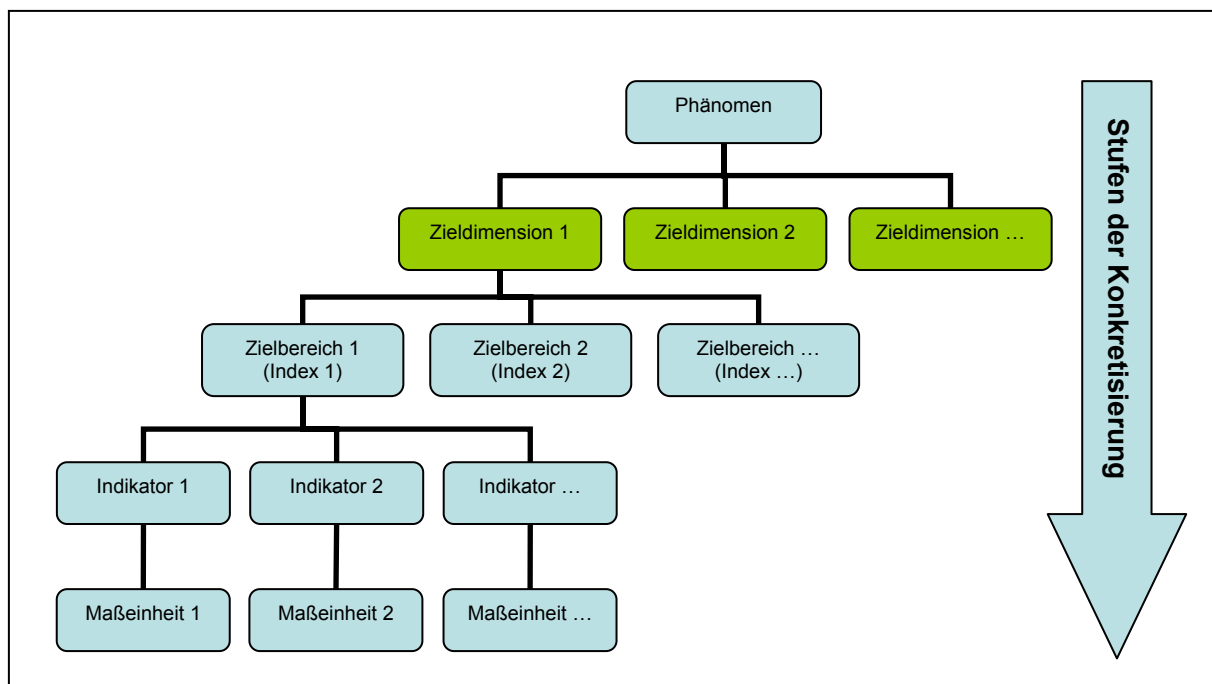 Phänomen
Zieldimension 1
Zieldimension 2
Zieldimension …
Zielbereich 1
(Index 1)
Zielbereich 2
(Index 2)
Zielbereich …
(Index …)
Indikator 1
Indikator 2
Indikator …
Maßeinheit 1
Maßeinheit 2
Maßeinheit …
Stufen der Konkretisierung